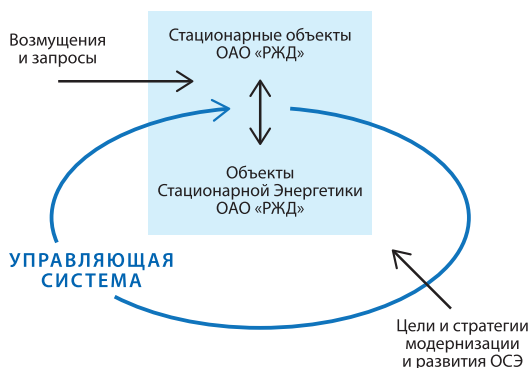 Возмущения
и запросы
Стационарные объекты
ОАО «РЖД»
Объекты
Стационарной Энергетики
ОАО «РЖД»
УПРАВЛЯЮЩАЯ
СИСТЕМА
Цели и стратегии
модернизации
и развития ОСЭ